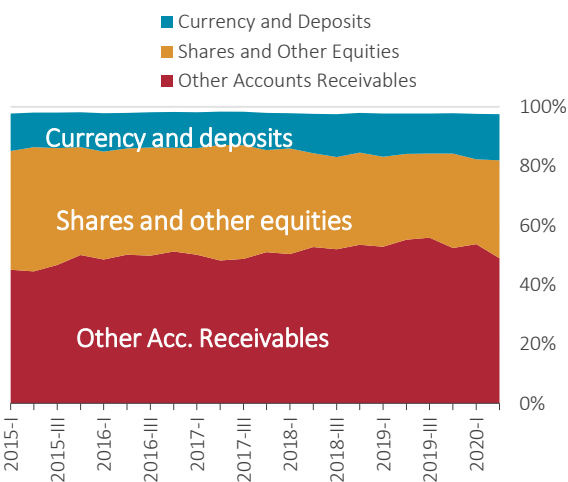 Currency and Deposits
Shares and Other Equities
Other Accounts Receivables
100%
Currency and deposits
80%
Shares and other equities
60%
40%
Other Acc. Receivables
20%
0%
2015-I
2015-III
2016-I
2016-III
2017-I
2017-III
2018-I
2018-III
2019-I
2019-III
2020-I